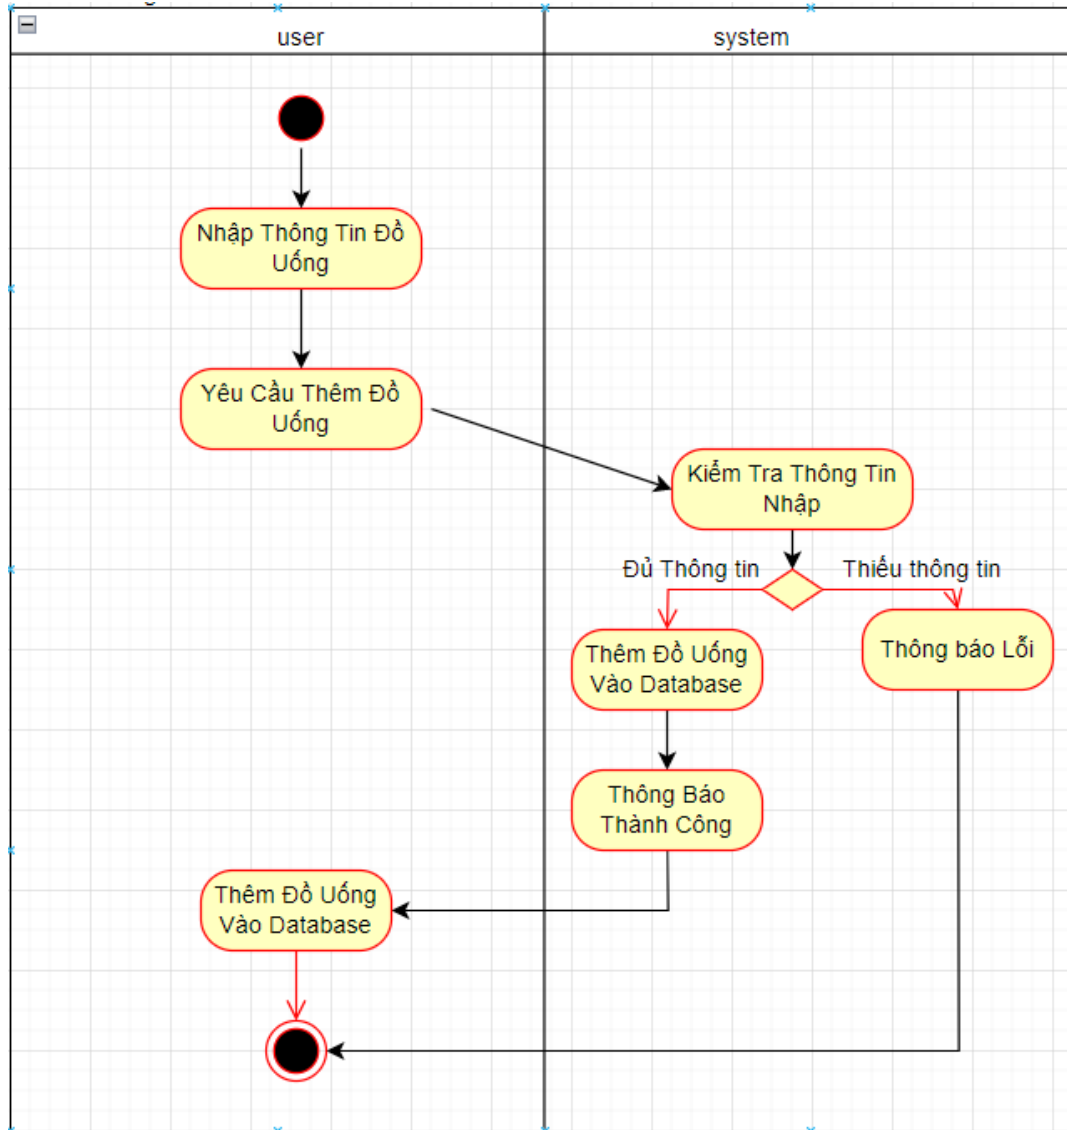 user
system
Nhập Thông Tin Đồ
Uống
Yêu Cầu Thêm Đồ
Uống
Kiểm Tra Thông Tin
Nhập
Đủ Thông tin
Thiếu thông tin
Thêm Đồ Uống
Vào Database
Thông báo Lỗi
Thông Báo
Thành Công
Thêm Đồ Uống
Vào Database